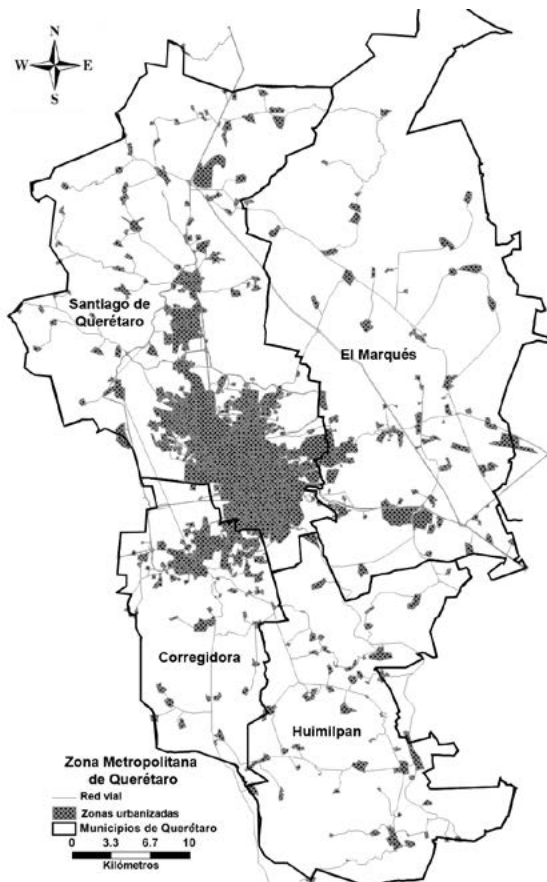 N
W E
S
Santiago de
Querétaro
El Marqués
Corregidora
Huimilpan
Zona Metropolitana
de Querétaro
Red vial
Zonas urbanizadas
Municipios de Querétaro
0 3.3 6.7 10
Kilómetros